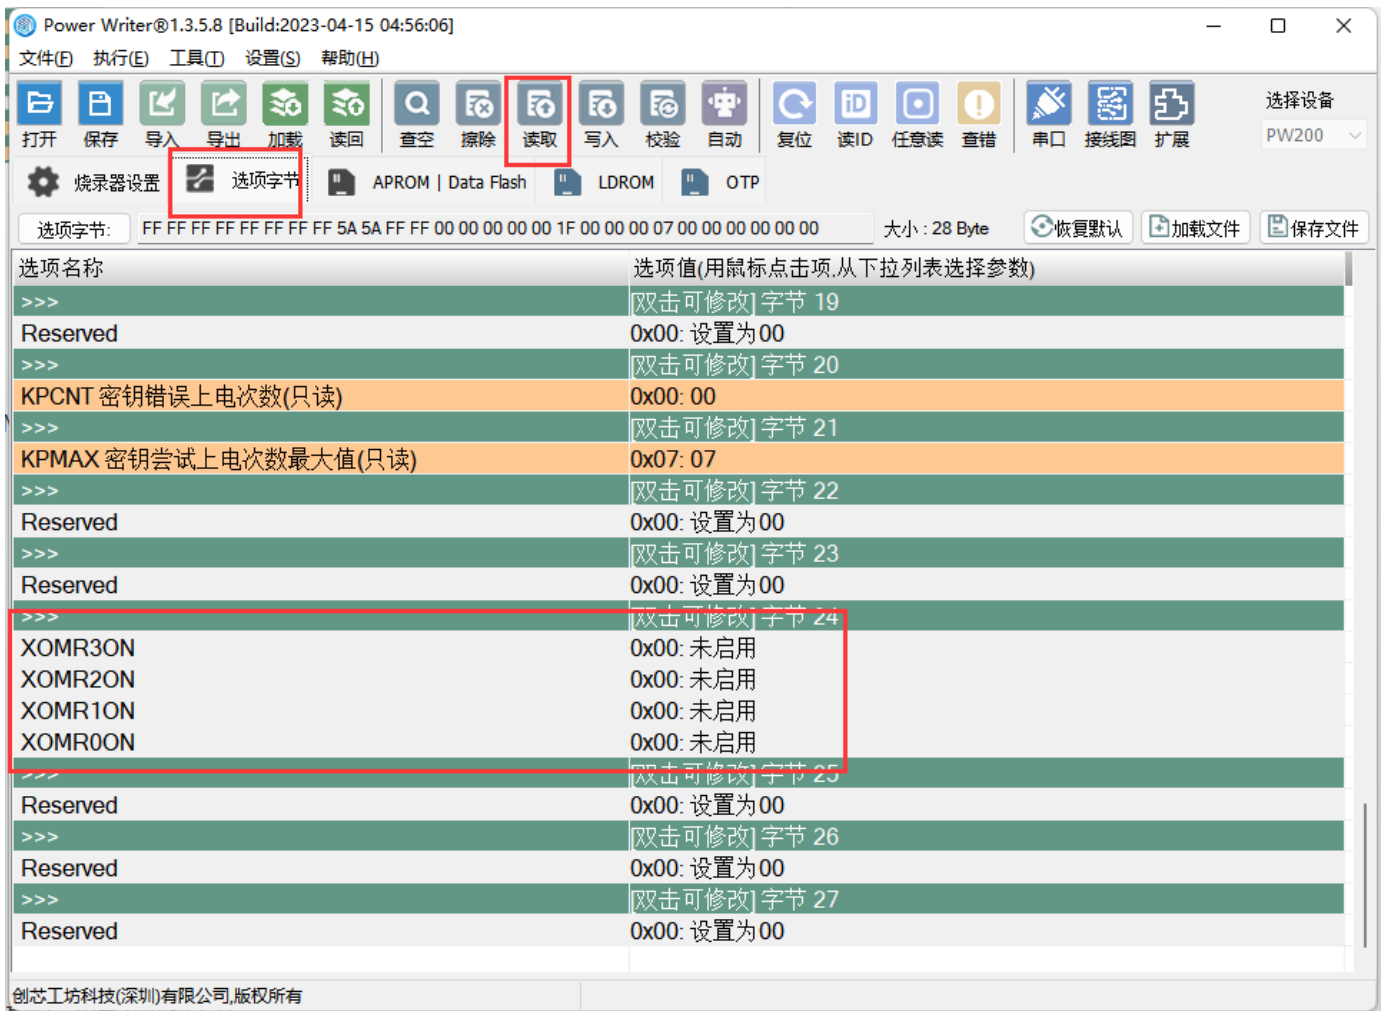 Power Writer®1.3.5.8 [Build:2023-04-15 04:56:06]
文件(F) 执行(E) 工具(T) 设置(S) 帮助(H)
打开 保存 导入 导出 加载 读回 查空 擦除 读取 写入 校验 自动 复位 读ID 任意读 查错 串口 接线图 扩展
选择设备
PW200
烧录器设置 选项字节 APROM | Data Flash LDROM OTP
选项字节: FF FF FF FF FF FF FF FF 5A 5A FF FF 00 00 00 00 00 1F 00 00 00 07 00 00 00 00 00 00 大小 : 28 Byte 恢复默认 加载文件 保存文件
选项名称 选项值(用鼠标点击项,从下拉列表选择参数)
>>> [双击可修改] 字节 19
Reserved 0x00: 设置为00
>>> [双击可修改] 字节 20
KPCNT 密钥错误上电次数(只读) 0x00: 00
>>> [双击可修改] 字节 21
KPMAX 密钥尝试上电次数最大值(只读) 0x07: 07
>>> [双击可修改] 字节 22
Reserved 0x00: 设置为00
>>> [双击可修改] 字节 23
Reserved 0x00: 设置为00
>>> [双击可修改] 字节 24
XOMR3ON 0x00: 未启用
XOMR2ON 0x00: 未启用
XOMR1ON 0x00: 未启用
XOMR0ON 0x00: 未启用
>>> [双击可修改] 字节 25
Reserved 0x00: 设置为00
>>> [双击可修改] 字节 26
Reserved 0x00: 设置为00
>>> [双击可修改] 字节 27
Reserved 0x00: 设置为00
创芯工坊科技(深圳)有限公司,版权所有